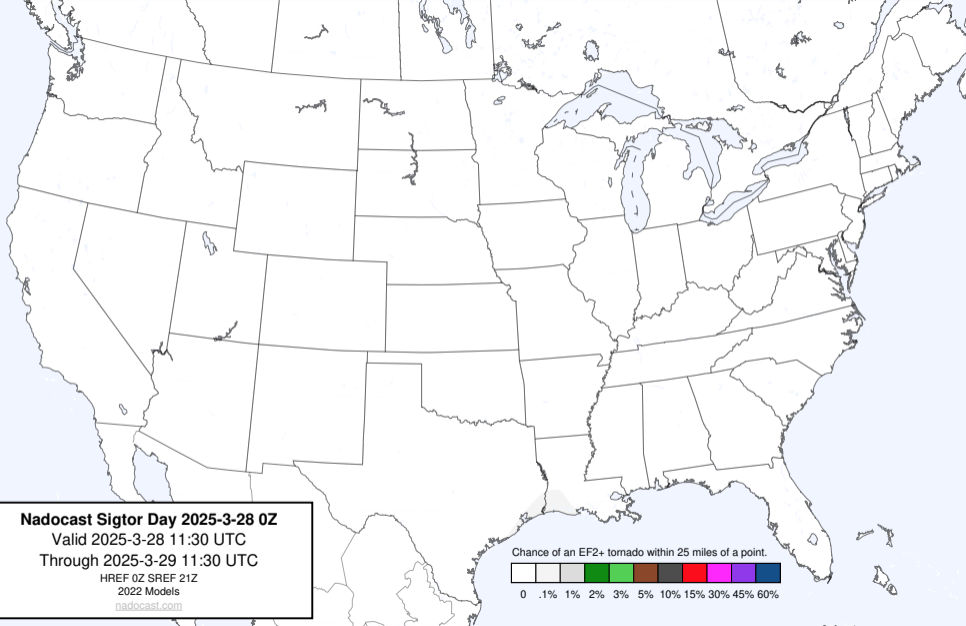 Nadocast Sigtor Day 2025-3-28 0Z
Valid 2025-3-28 11:30 UTC
Through 2025-3-29 11:30 UTC
HREF 0Z SREF 21Z
2022 Models
nadocast.com
Chance of an EF2+ tornado within 25 miles of a point.
0 .1% 1% 2% 3% 5% 10% 15% 30% 45% 60%